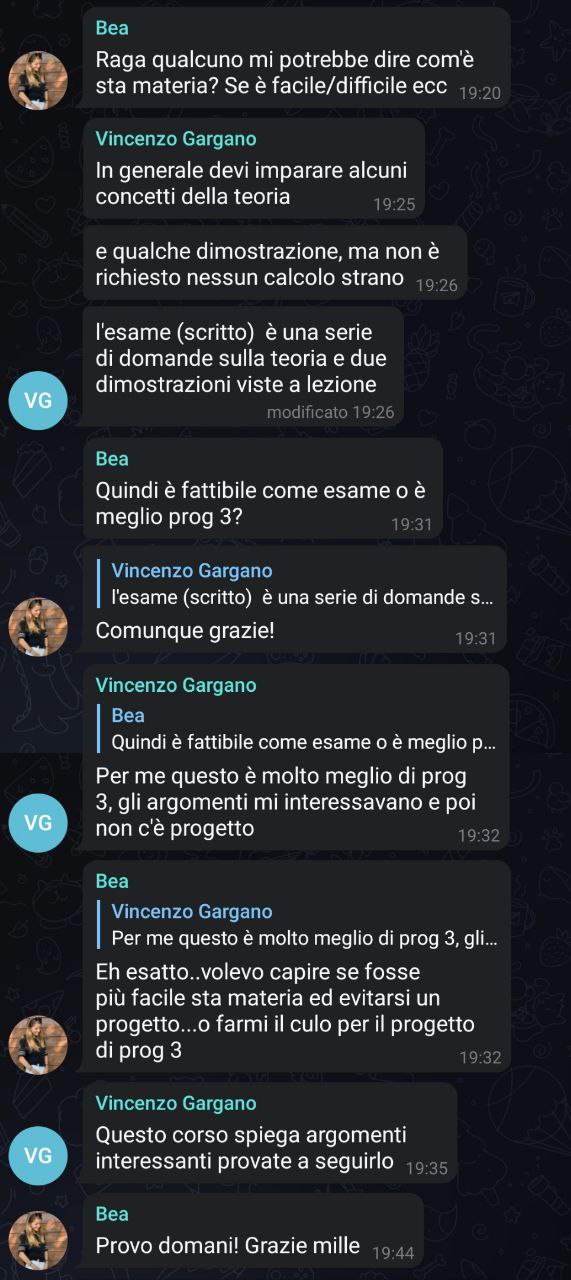 Bea
Raga qualcuno mi potrebbe dire com'è
sta materia? Se è facile/difficile ecc 19:20
Vincenzo Gargano
In generale devi imparare alcuni
concetti della teoria 19:25
e qualche dimostrazione, ma non è
richiesto nessun calcolo strano 19:26
l'esame (scritto)  è una serie
di domande sulla teoria e due
dimostrazioni viste a lezione
modificato 19:26
VG
Bea
Quindi è fattibile come esame o è
meglio prog 3? 19:31
Vincenzo Gargano
l'esame (scritto)  è una serie di domande s...
Comunque grazie! 19:31
Vincenzo Gargano
Bea
Quindi è fattibile come esame o è meglio p...
Per me questo è molto meglio di prog
3, gli argomenti mi interessavano e poi
non c'è progetto 19:32
VG
Bea
Vincenzo Gargano
Per me questo è molto meglio di prog 3, gli...
Eh esatto..volevo capire se fosse
più facile sta materia ed evitarsi un
progetto...o farmi il culo per il progetto
di prog 3 19:32
Vincenzo Gargano
Questo corso spiega argomenti
interessanti provate a seguirlo 19:35
VG
Bea
Provo domani! Grazie mille 19:44